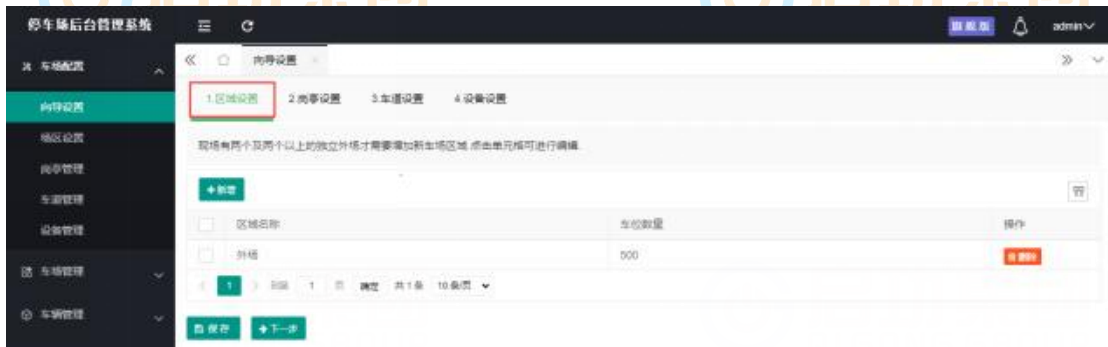 停车场后台管理系统
旗舰版
admin
车场配置
向导设置
向导设置
场区设置
岗亭管理
车道管理
设备管理
车场管理
车辆管理
1.区域设置 2.岗亭设置 3.车道设置 4.设备设置
现场有两个及两个以上的独立外场才需要增加新车场区域 点击单元格可进行编辑
+新增
区域名称 车位数量 操作
外场 500 删除
1 到第 1 页 确定 共1条 10条/页
保存 下一步